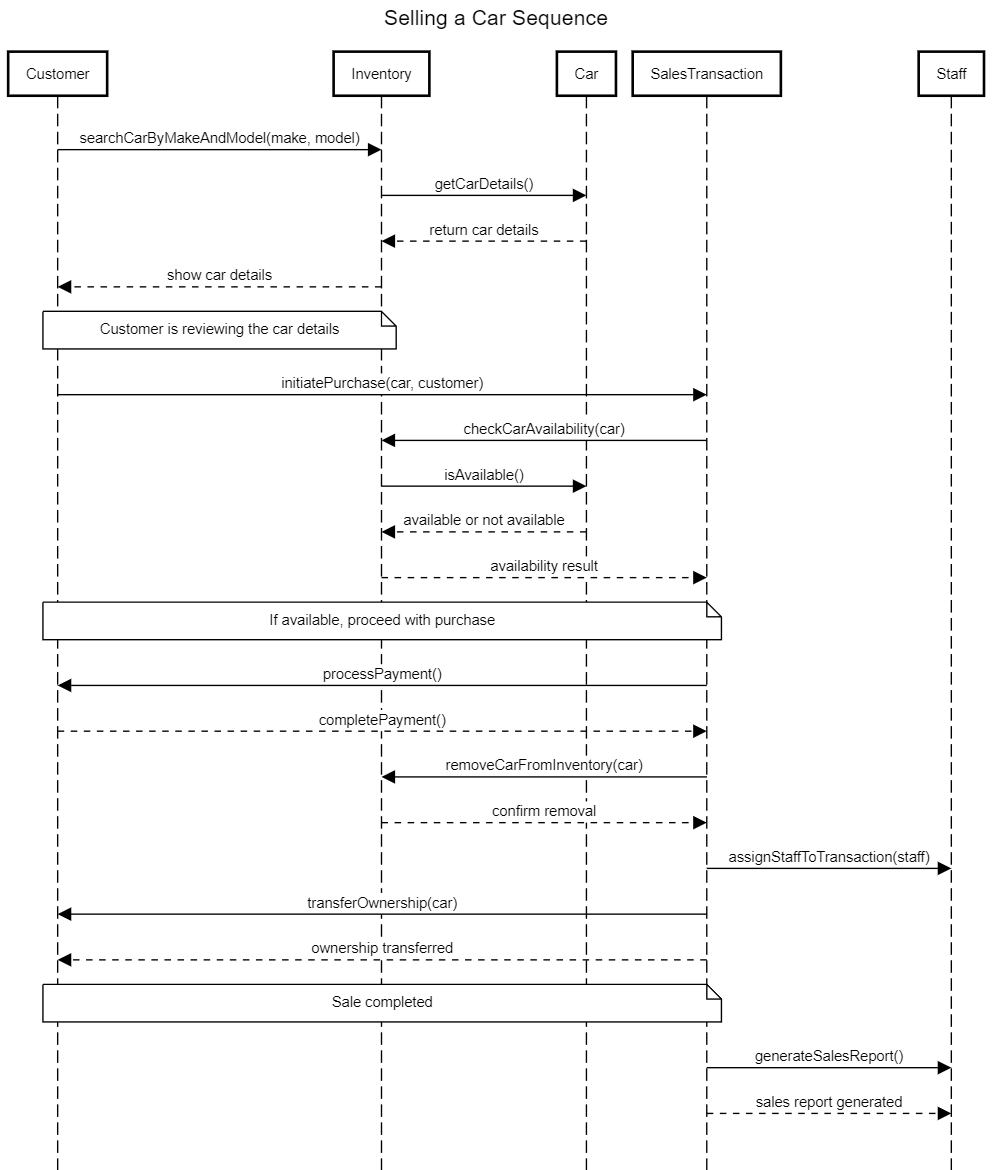 Selling a Car Sequence
Customer
Inventory
Car
SalesTransaction
Staff
searchCarByMakeAndModel(make, model)
getCarDetails()
return car details
show car details
Customer is reviewing the car details
initiatePurchase(car, customer)
checkCarAvailability(car)
isAvailable()
available or not available
availability result
If available, proceed with purchase
processPayment()
completePayment()
removeCarFromInventory(car)
confirm removal
assignStaffToTransaction(staff)
transferOwnership(car)
ownership transferred
Sale completed
generateSalesReport()
sales report generated